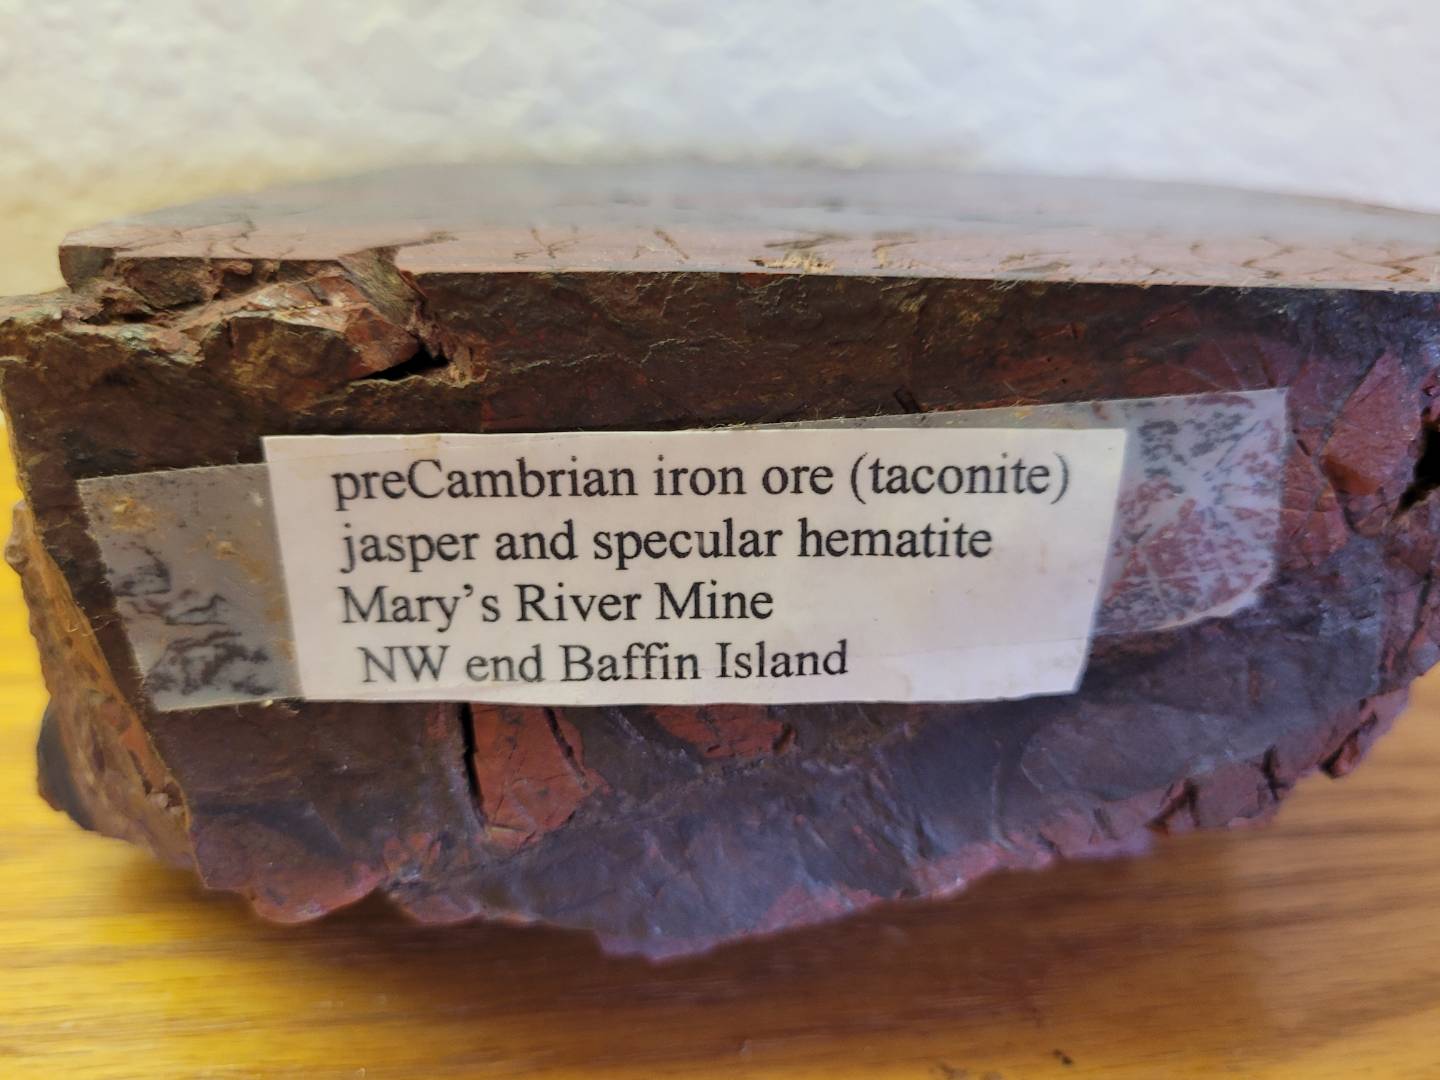 preCambrian iron ore (taconite)
jasper and specular hematite
Mary's River Mine
NW end Baffin Island